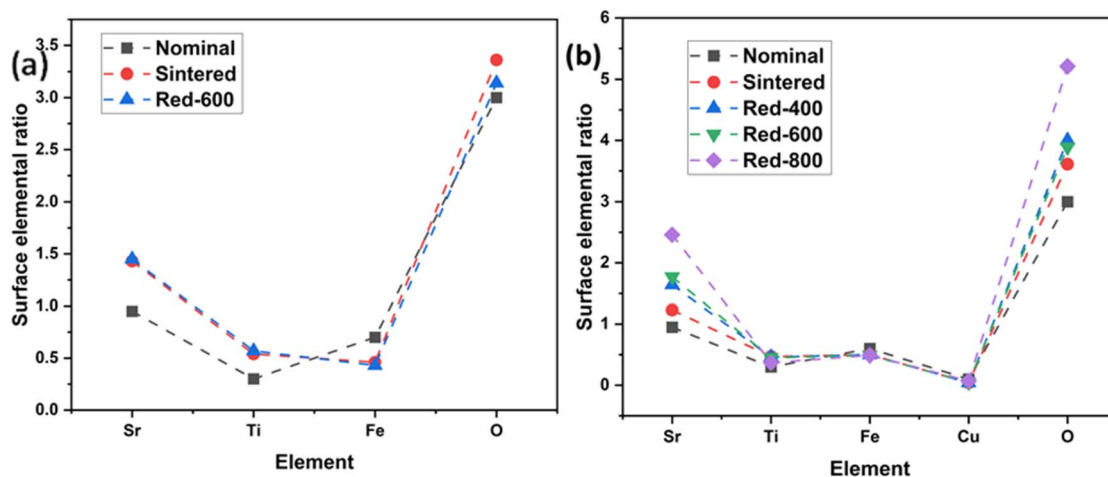 (a)
Nominal
Sintered
Red-600
Surface elemental ratio
3.5
3.0
2.5
2.0
1.5
1.0
0.5
0.0
Sr Ti Fe O
Element
(b)
Nominal
Sintered
Red-400
Red-600
Red-800
Surface elemental ratio
6
5
4
3
2
1
0
Sr Ti Fe Cu O
Element